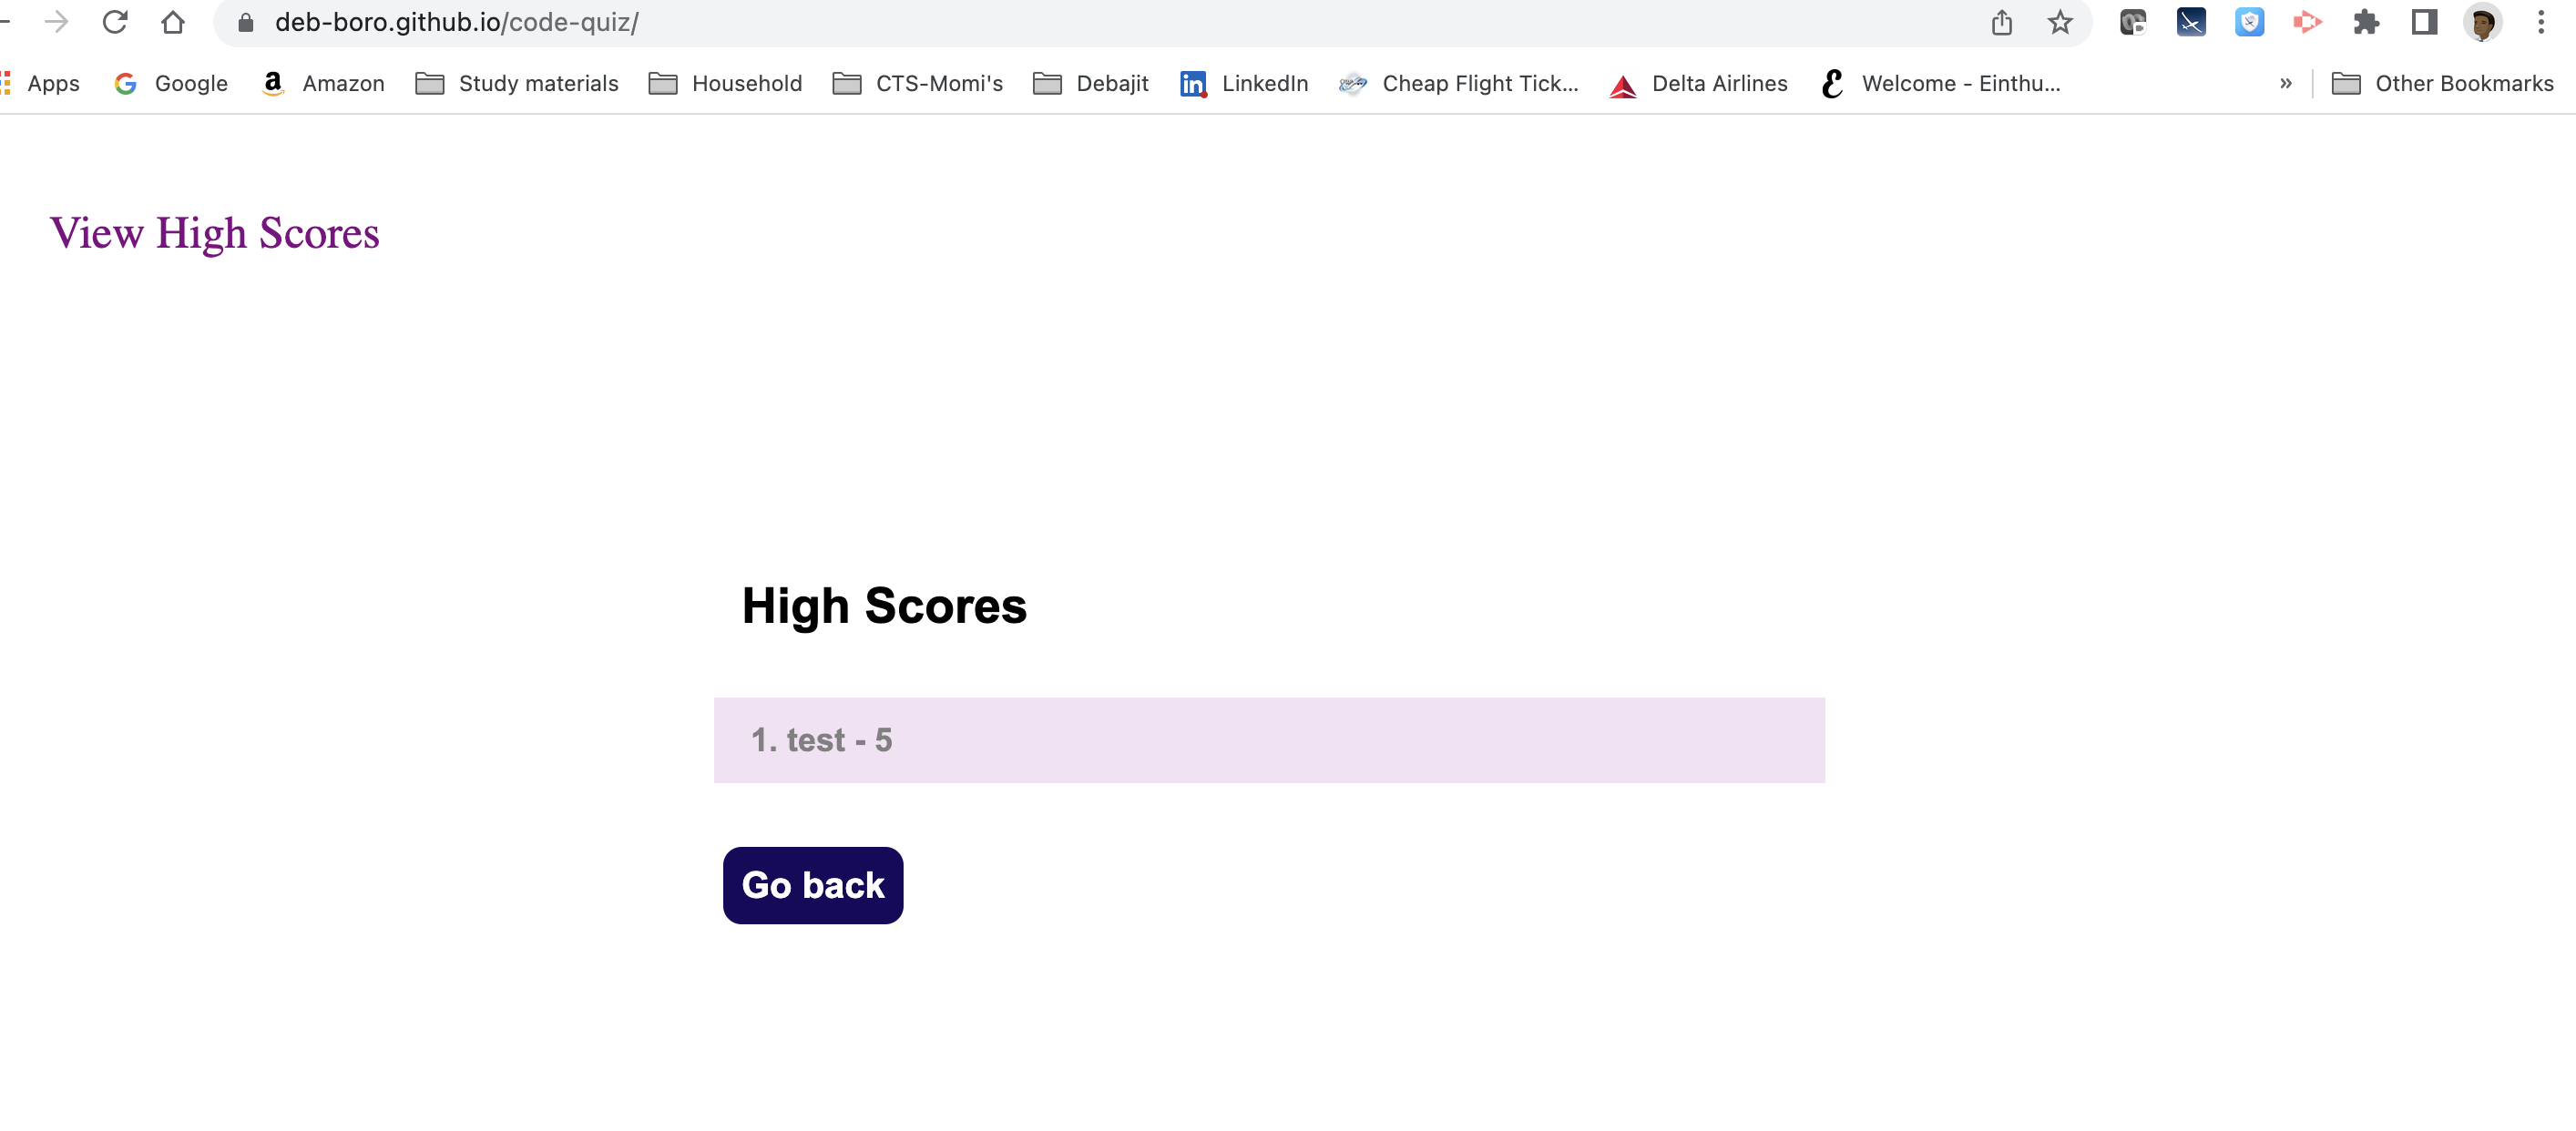 deb-boro.github.io/code-quiz/
Apps Google Amazon Study materials Household CTS-Momi's Debajit LinkedIn Cheap Flight Tick... Delta Airlines Welcome - Einthu... » Other Bookmarks
View High Scores
High Scores
1. test - 5
Go back